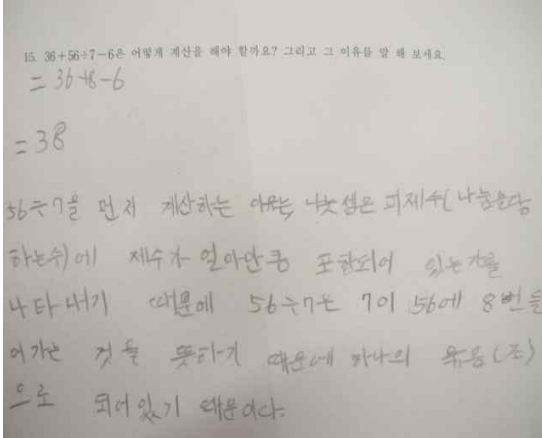 15. 36+56÷7-6은 어떻게 계산을 해야 할까요? 그리고 그 이유를 말 해 보세요.
= 36+8-6
= 38
56÷7을 먼저 계산하는 이유는 나눗셈은 피제수(나눔을당
하는수)에 제수가 얼마만큼 포함되어 있는가를
나타내기 때문에 56÷7은 7이 56에 8번들
어가는 것을 뜻하기 때문에 하나의 묶음(조)
으로 되어있기 때문이다.